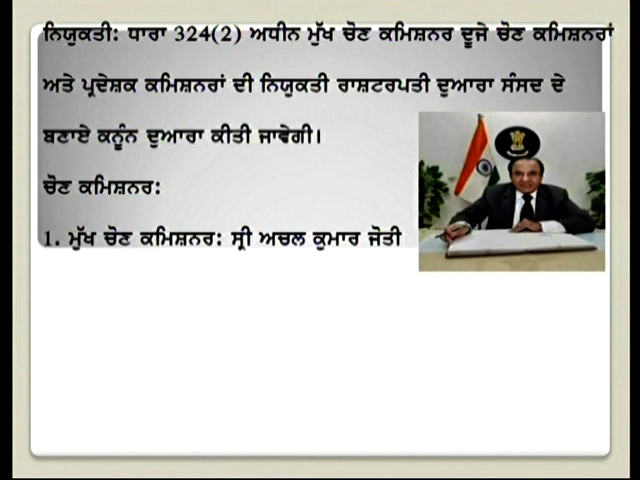 ਨਿਯੁਕਤੀ: ਧਾਰਾ 324(2) ਅਧੀਨ ਮੁੱਖ ਚੋਣ ਕਮਿਸ਼ਨਰ ਦੂਜੇ ਚੋਣ ਕਮਿਸ਼ਨਰਾਂ
ਅਤੇ ਪ੍ਰਦੇਸ਼ਕ ਕਮਿਸ਼ਨਰਾਂ ਦੀ ਨਿਯੁਕਤੀ ਰਾਸ਼ਟਰਪਤੀ ਦੁਆਰਾ ਸੰਸਦ ਦੇ
ਬਣਾਏ ਕਨੂੰਨ ਦੁਆਰਾ ਕੀਤੀ ਜਾਵੇਗੀ।
ਚੋਣ ਕਮਿਸ਼ਨਰ:
1. ਮੁੱਖ ਚੋਣ ਕਮਿਸ਼ਨਰ: ਸ੍ਰੀ ਅਚਲ ਕੁਮਾਰ ਜੋਤੀ